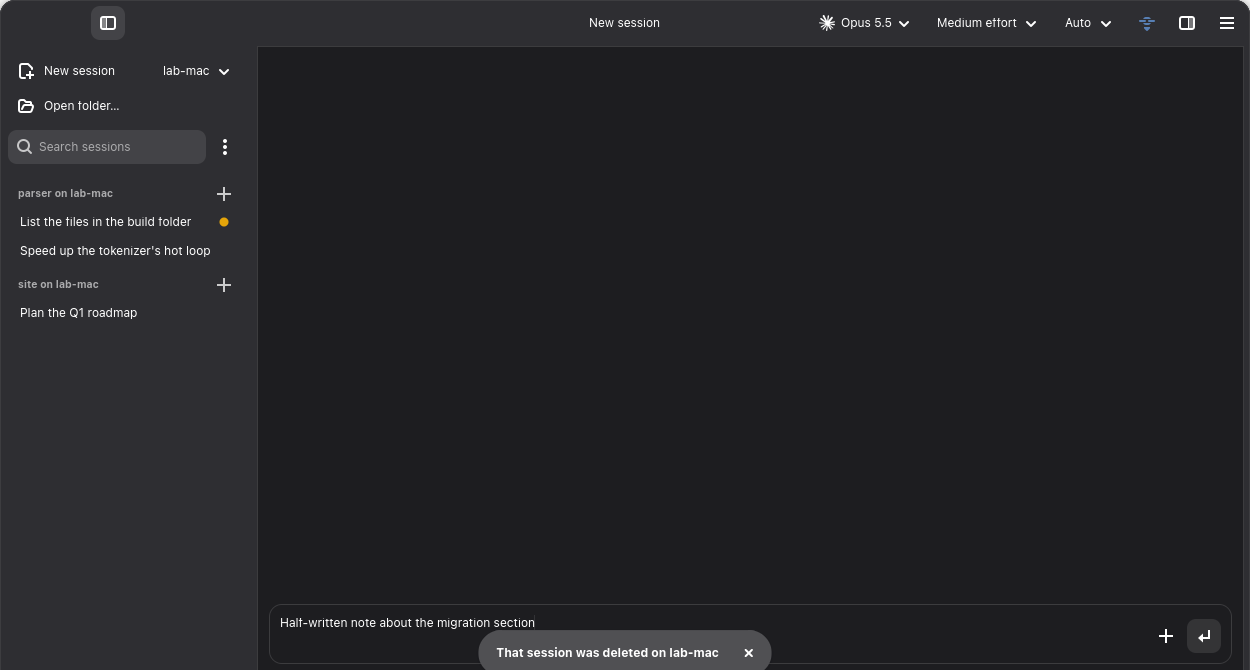 New session
Opus 5.5
Medium effort
Auto
New session
lab-mac
Open folder...
Search sessions
parser on lab-mac
List the files in the build folder
Speed up the tokenizer's hot loop
site on lab-mac
Plan the Q1 roadmap
Half-written note about the migration section
That session was deleted on lab-mac